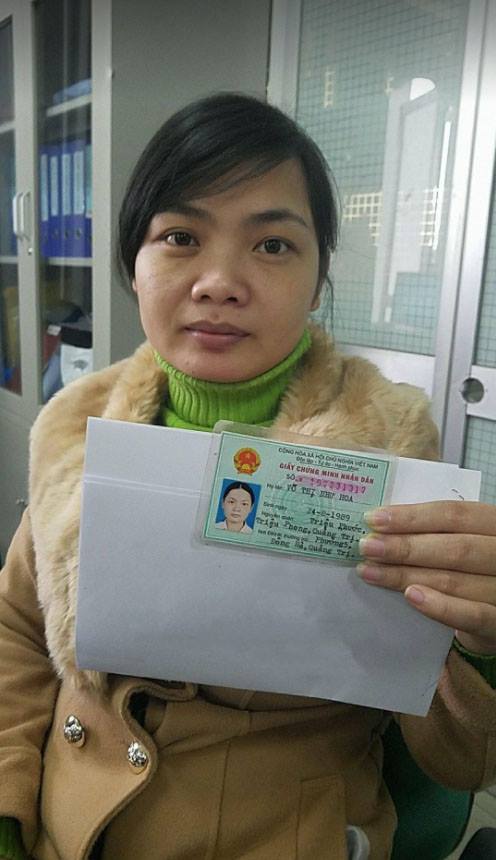 CỘNG HÒA XÃ HỘI CHỦ NGHĨA VIỆT NAM
Độc lập - Tự do - Hạnh phúc
GIẤY CHỨNG MINH NHÂN DÂN
SỐ
Họ tên VÕ THỊ NHƯ HOA
Sinh ngày 24-8-1989
Nguyên quán Triệu Phước,
Triệu Phong, Quảng Trị.
Nơi ĐKHK thường trú Phường 5,
Đông Hà, Quảng Trị.